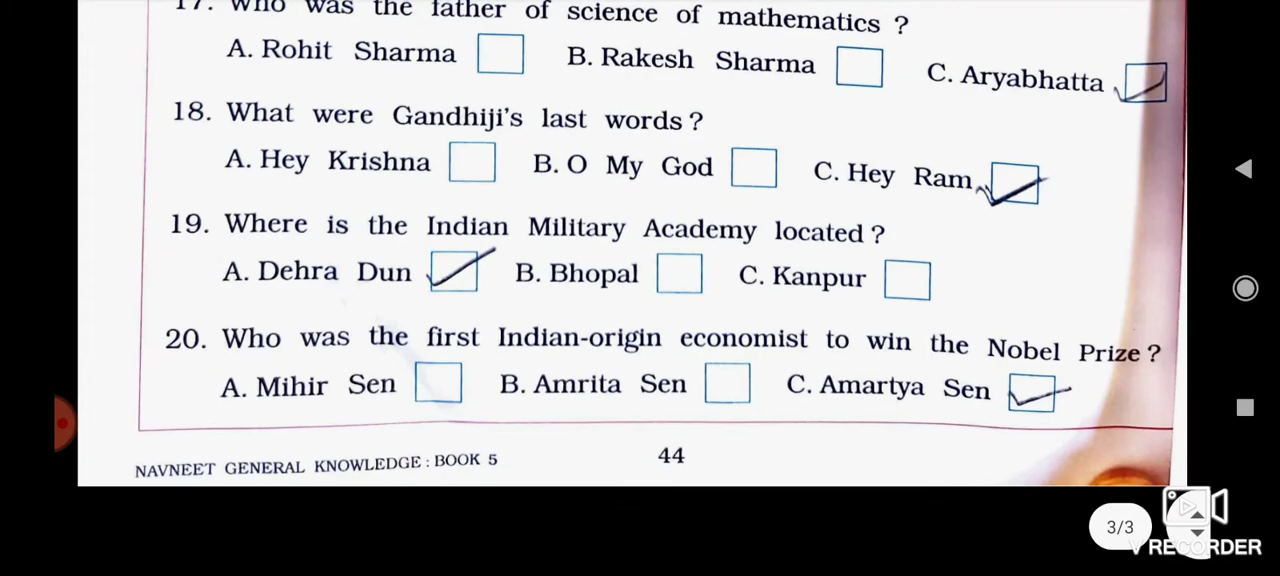 17. Who was the father of science of mathematics ?
A. Rohit Sharma B. Rakesh Sharma C. Aryabhatta
18. What were Gandhiji's last words ?
A. Hey Krishna B. O My God C. Hey Ram
19. Where is the Indian Military Academy located ?
A. Dehra Dun B. Bhopal C. Kanpur
20. Who was the first Indian-origin economist to win the Nobel Prize ?
A. Mihir Sen B. Amrita Sen C. Amartya Sen
NAVNEET GENERAL KNOWLEDGE : BOOK 5 44
3/3
V RECORDER